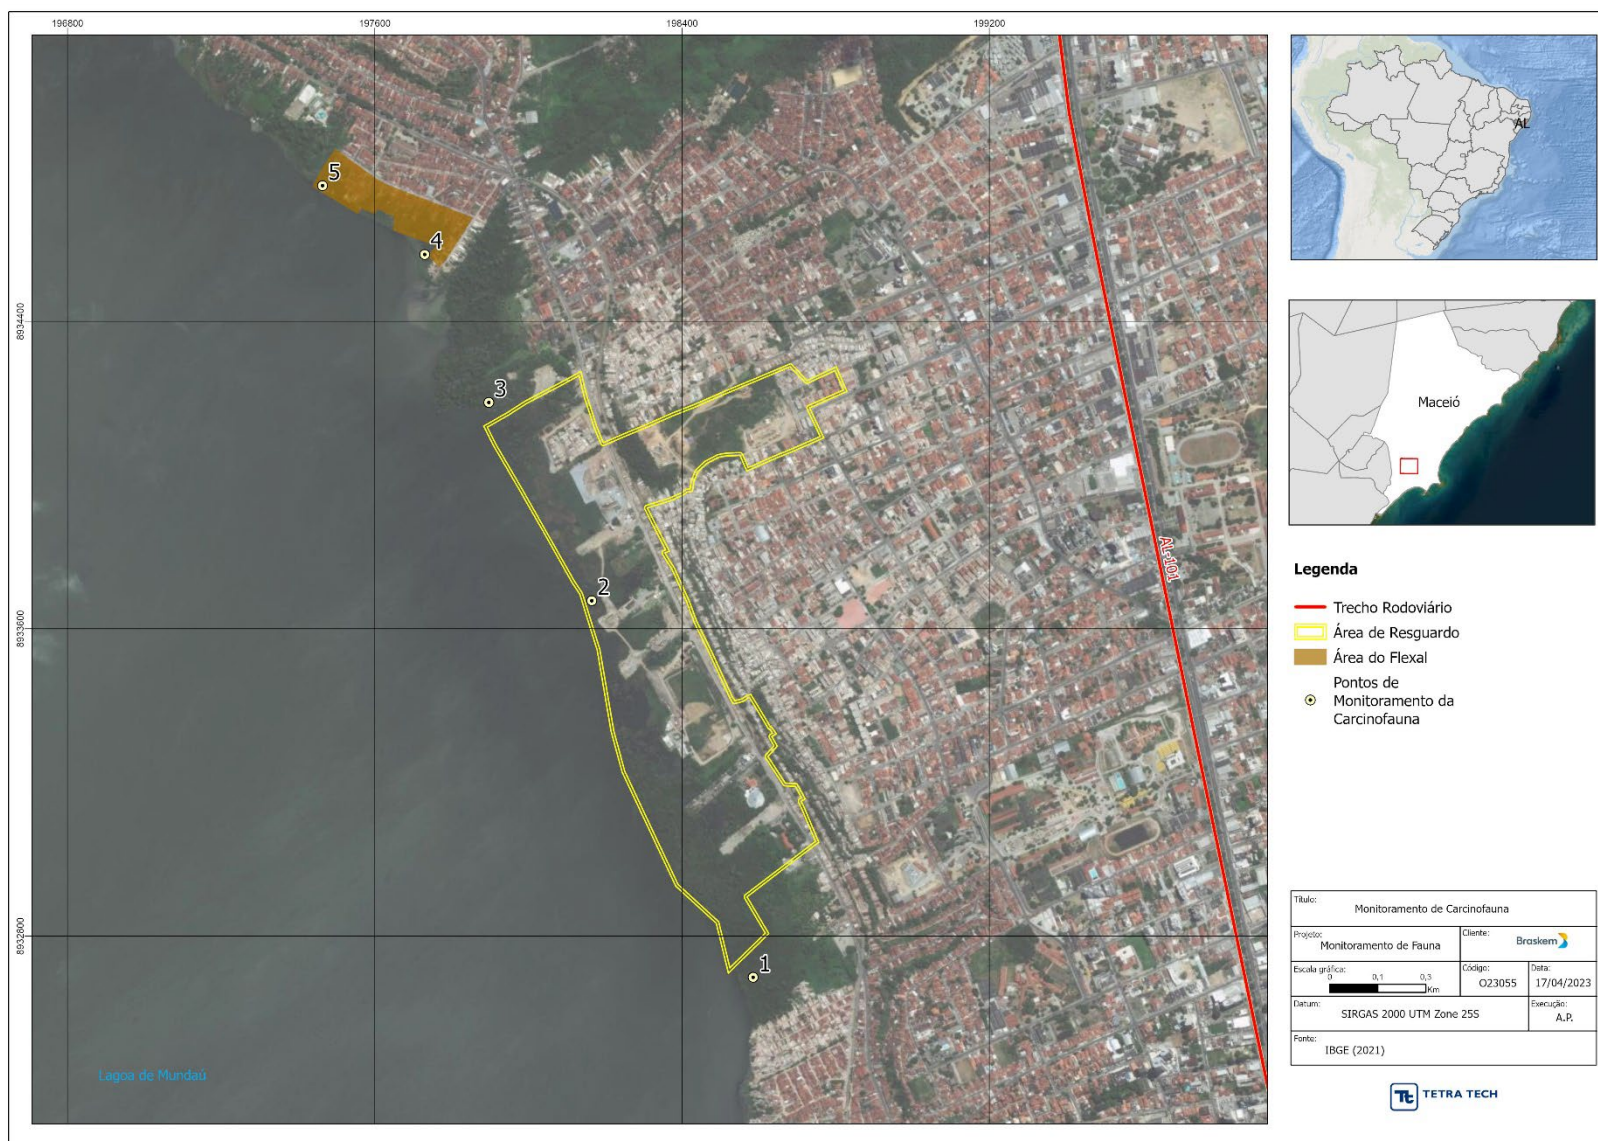 196800
197600
198400
199200
8934400
8933600
8932800
5
4
3
2
1
AL-101
Lagoa de Mundaú
AL
Maceió
Legenda
Trecho Rodoviário
Área de Resguardo
Área do Flexal
Pontos de
Monitoramento da
Carcinofauna
Título:
Monitoramento de Carcinofauna
Projeto:
Monitoramento de Fauna
Cliente:
Braskem
Escala gráfica:
0 0,1 0,3
Km
Código:
O23055
Data:
17/04/2023
Datum:
SIRGAS 2000 UTM Zone 25S
Execução:
A.P.
Fonte:
IBGE (2021)
Tt TETRA TECH